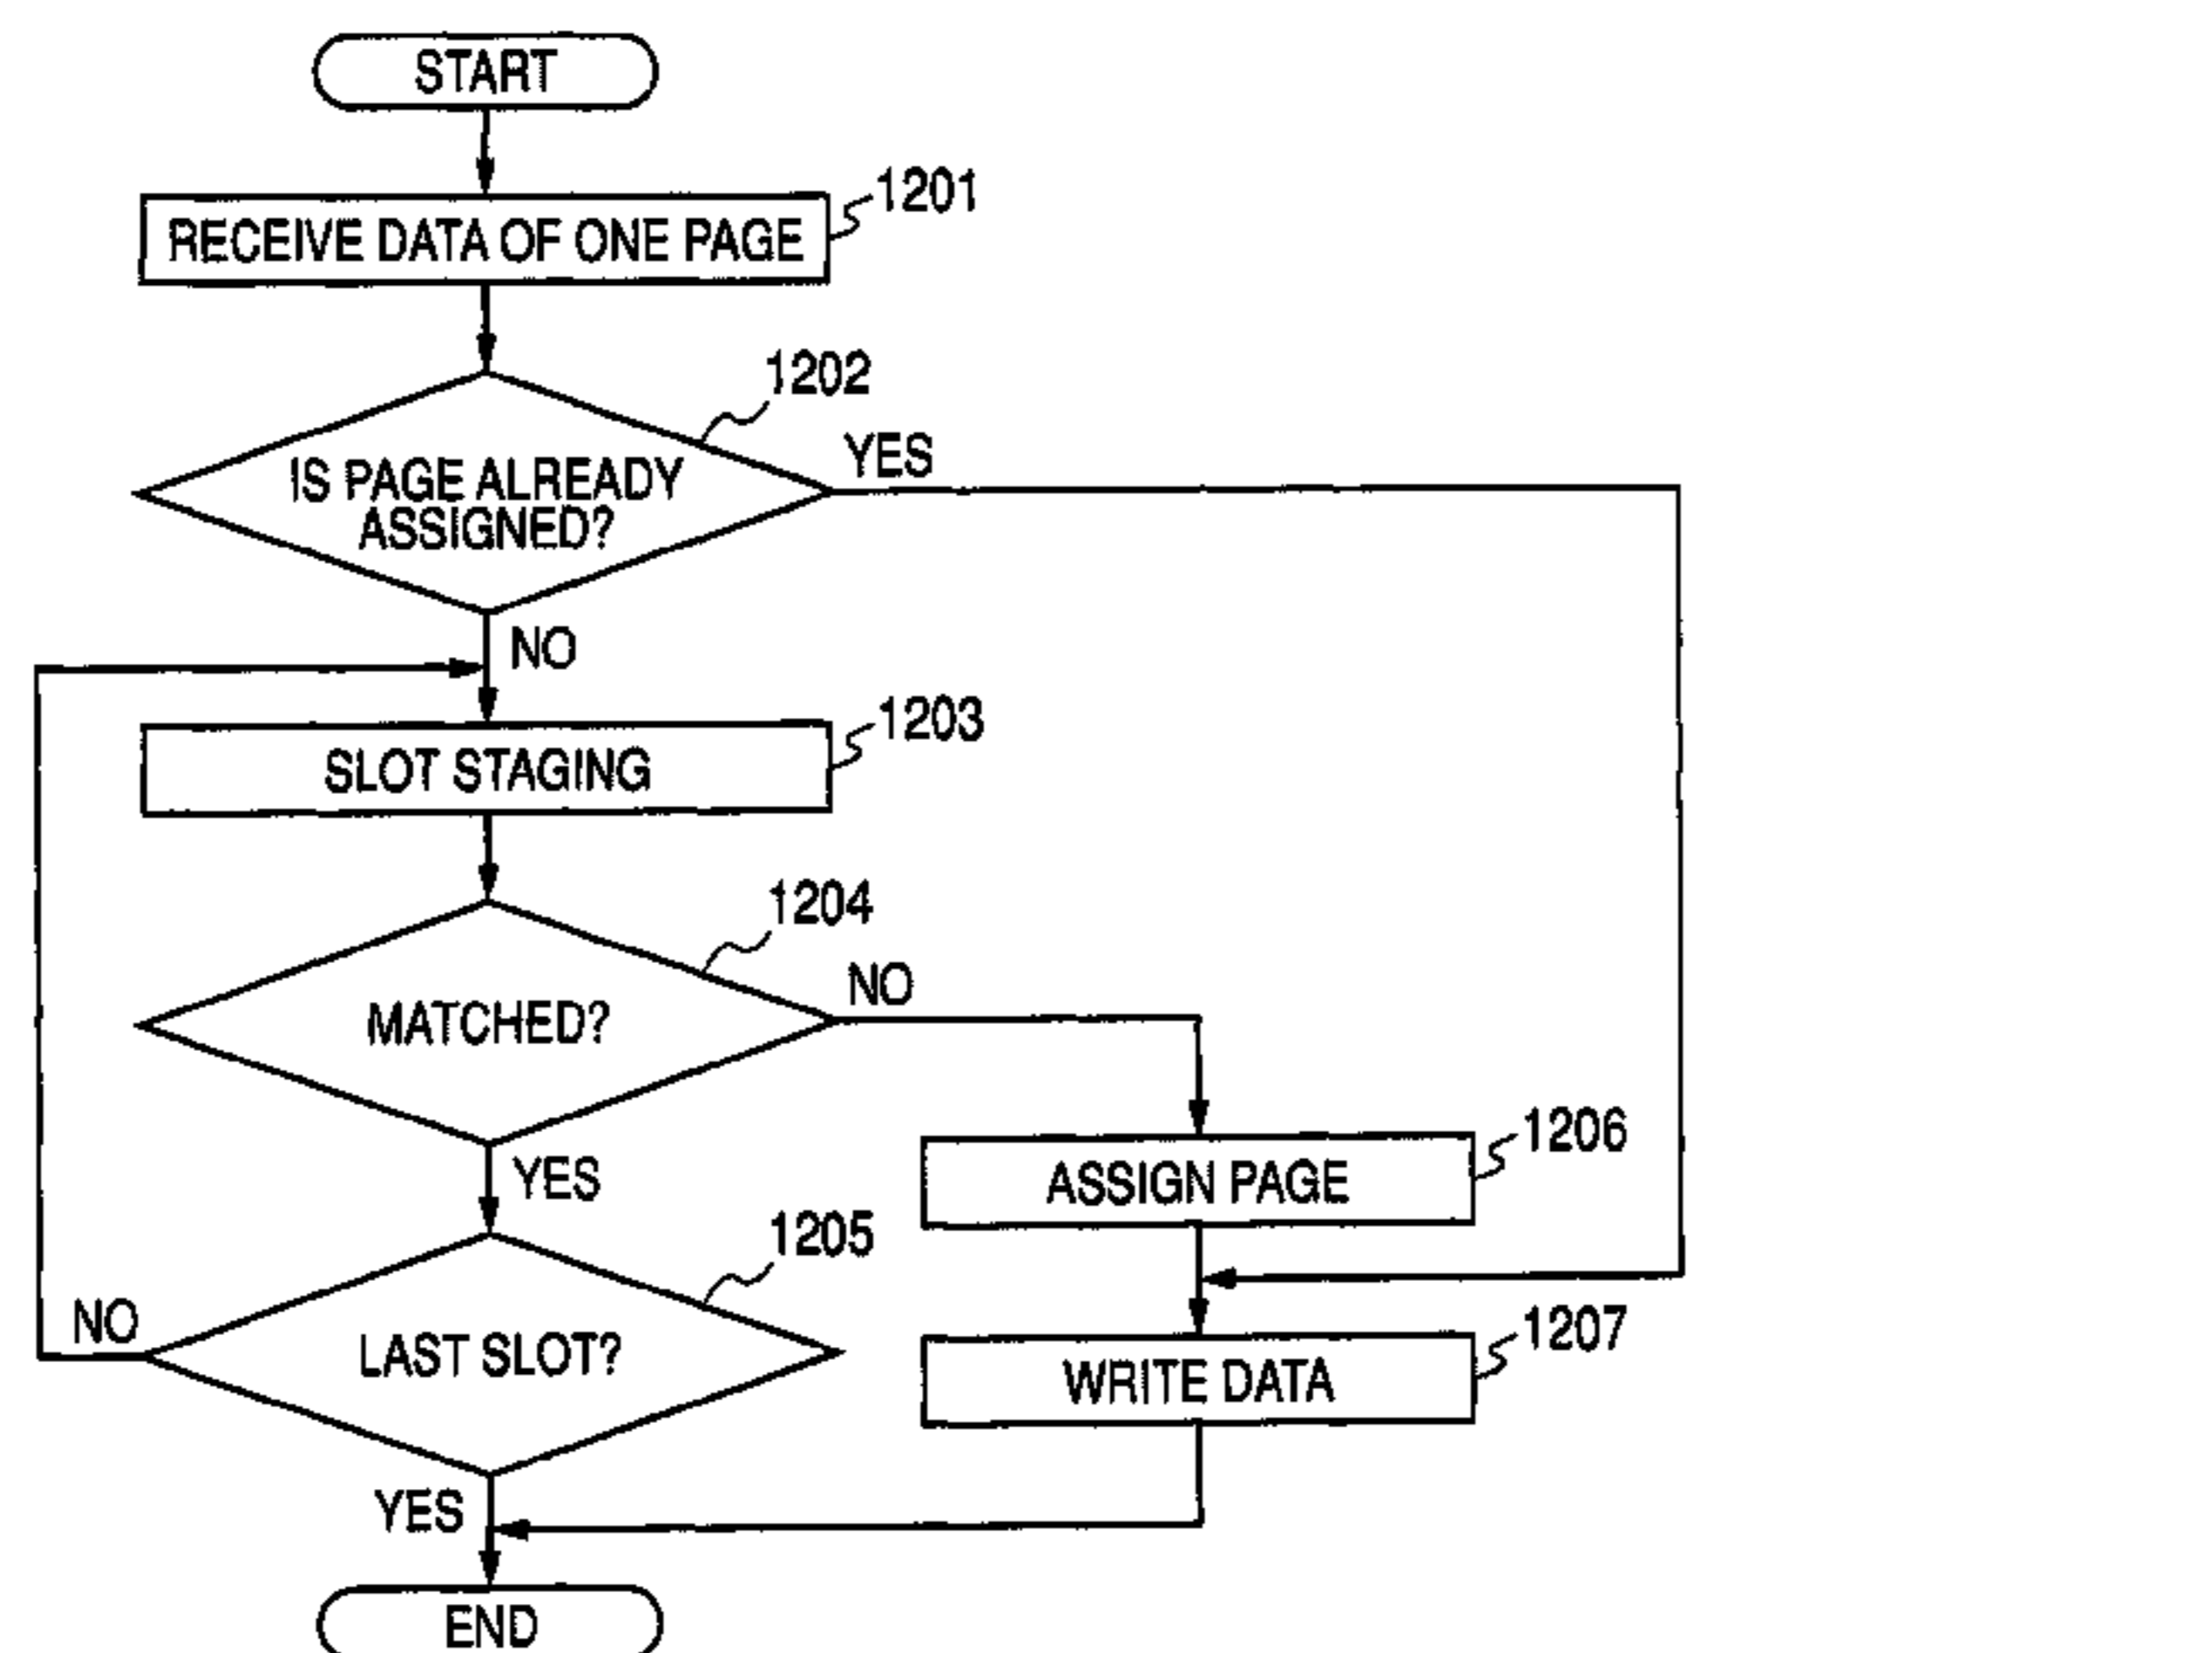 START
RECEIVE DATA OF ONE PAGE
1201
1202
IS PAGE ALREADY
ASSIGNED?
YES
NO
SLOT STAGING
1203
1204
MATCHED?
NO
YES
ASSIGN PAGE
1206
1205
LAST SLOT?
NO
WRITE DATA
1207
YES
END